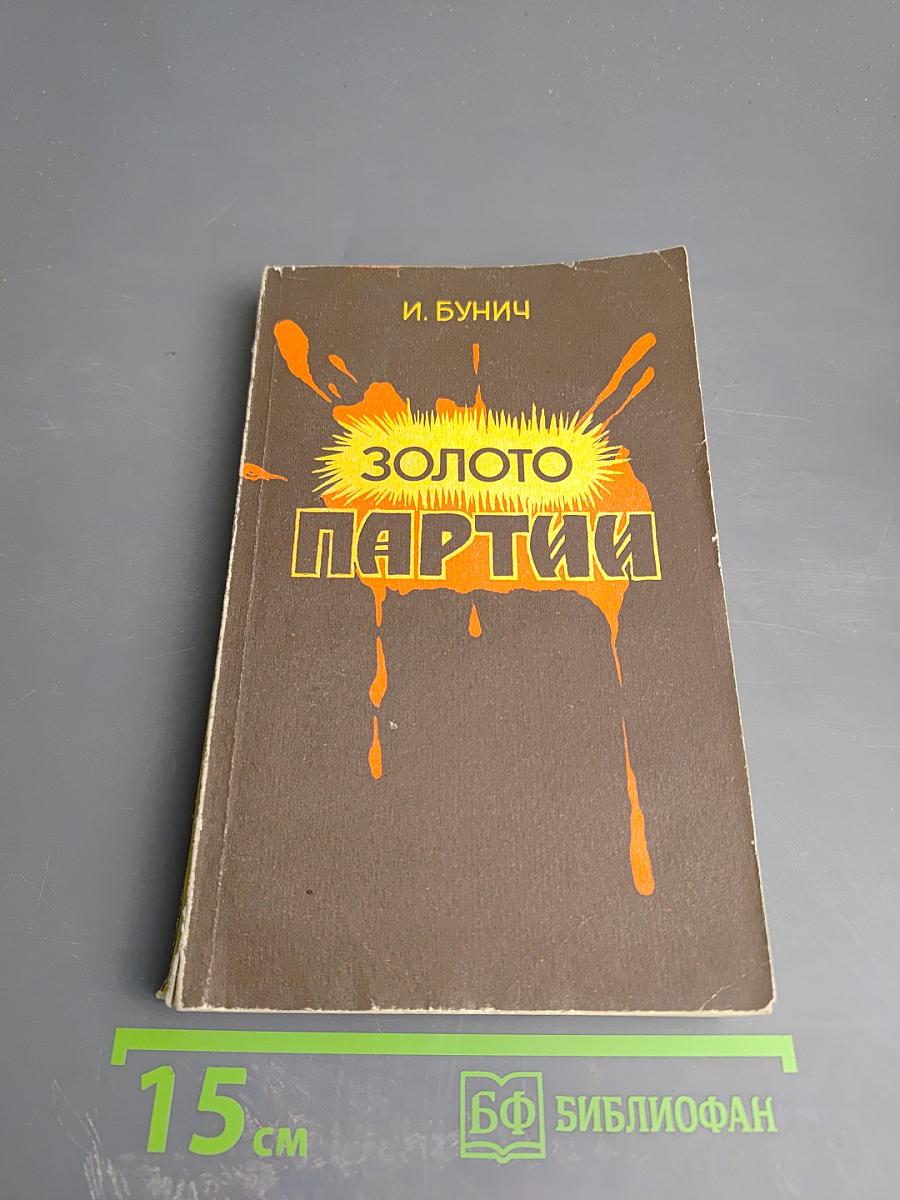 И. БУНИЧ
ЗОЛОТО
ПАРТИИ
15 см
БФ БИБЛИОФАН